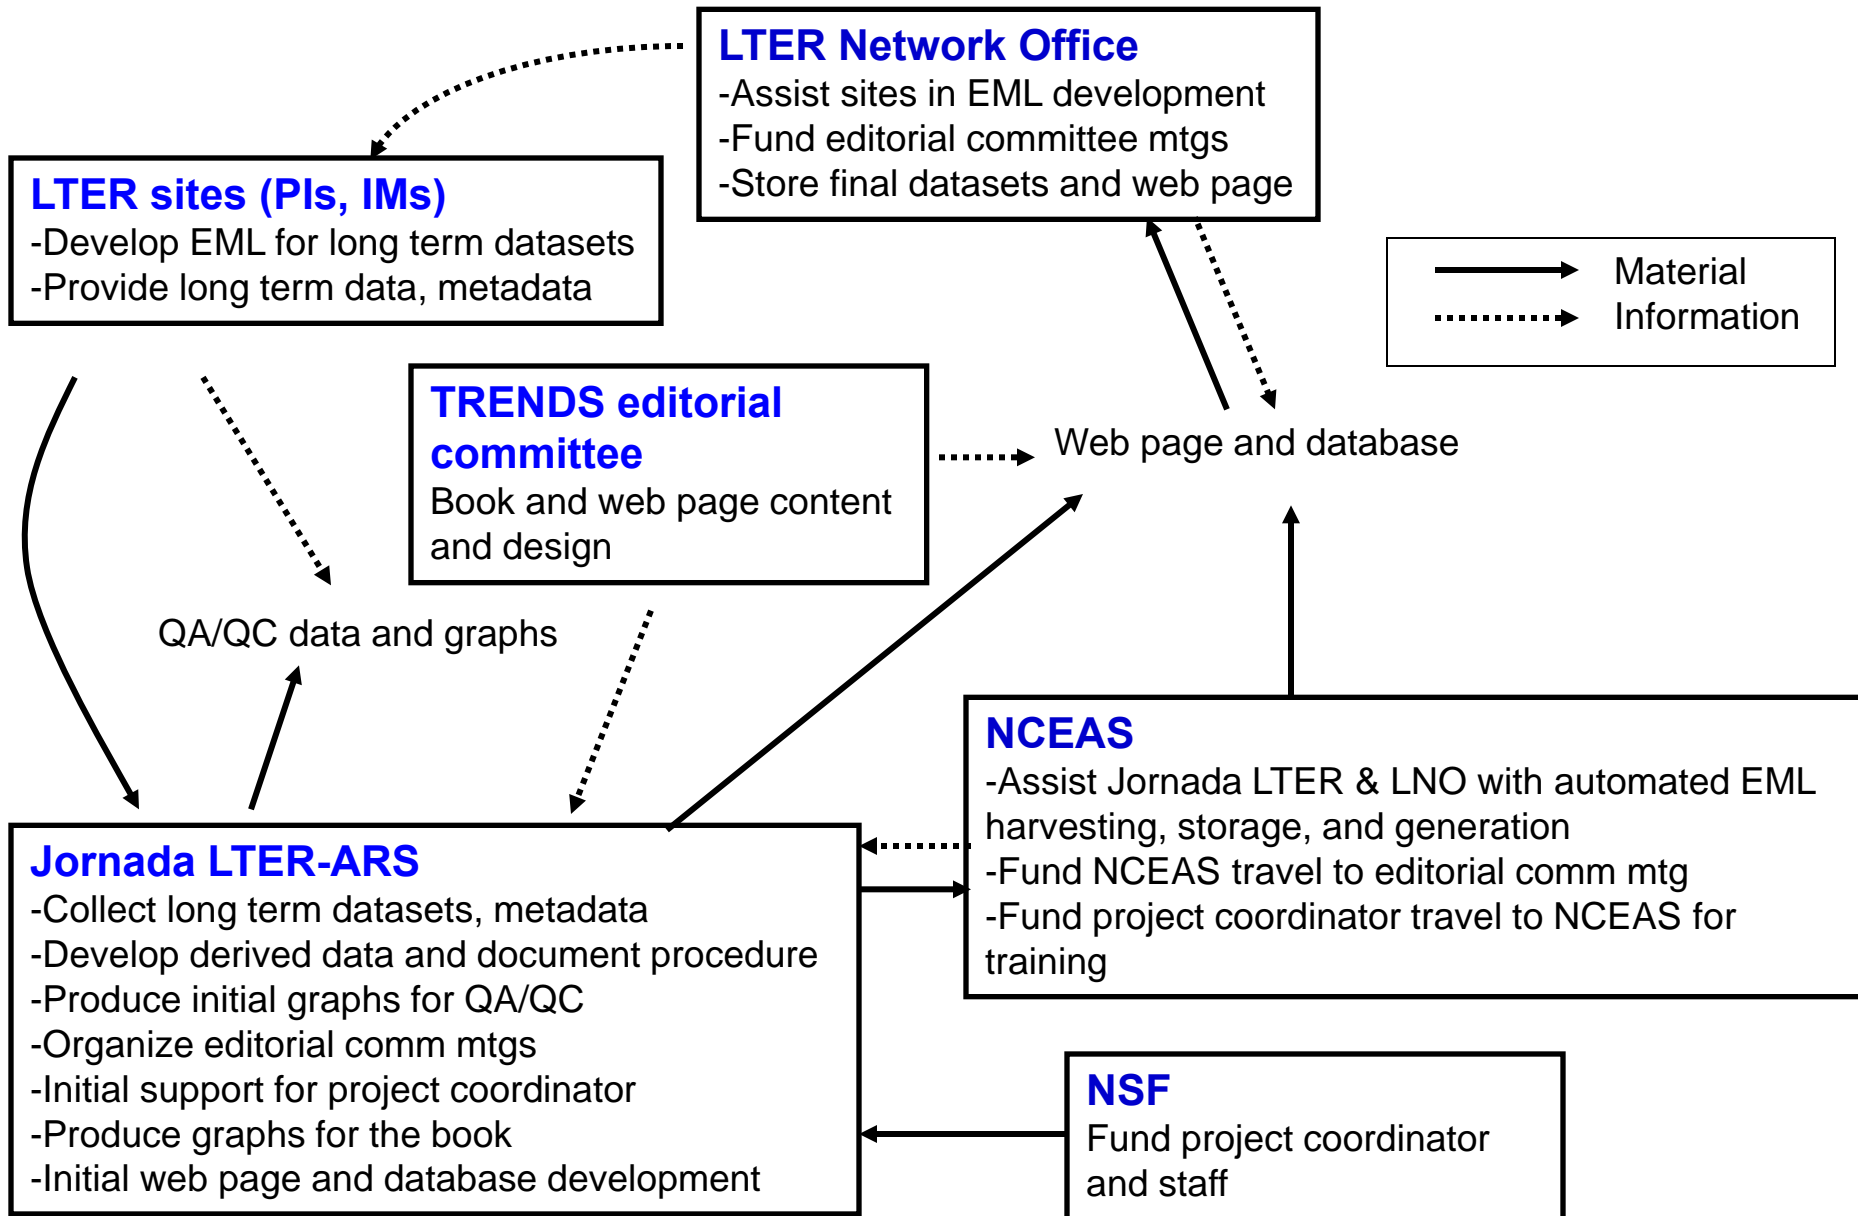 LTER Network Office
-Assist sites in EML development
-Fund editorial committee mtgs
-Store final datasets and web page
LTER sites (PIs, IMs)
-Develop EML for long term datasets
-Provide long term data, metadata
Material
Information
TRENDS editorial
committee
Book and web page content
and design
Web page and database
QA/QC data and graphs
NCEAS
-Assist Jornada LTER & LNO with automated EML
harvesting, storage, and generation
-Fund NCEAS travel to editorial comm mtg
-Fund project coordinator travel to NCEAS for
training
Jornada LTER-ARS
-Collect long term datasets, metadata
-Develop derived data and document procedure
-Produce initial graphs for QA/QC
-Organize editorial comm mtgs
-Initial support for project coordinator
-Produce graphs for the book
-Initial web page and database development
NSF
Fund project coordinator
and staff